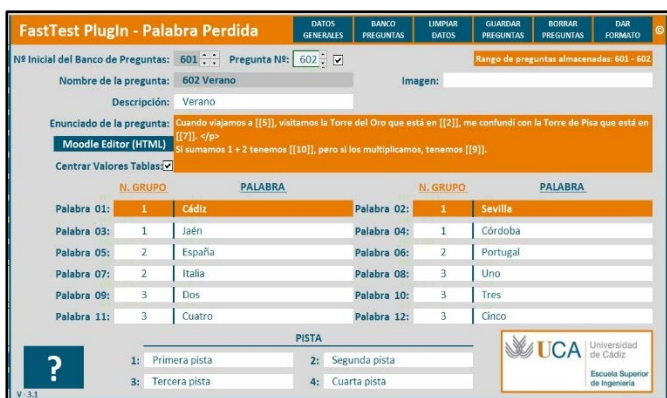 FastTest PlugIn - Palabra Perdida
DATOS GENERALES
BANCO PREGUNTAS
LIMPIAR DATOS
GUARDAR PREGUNTAS
BORRAR PREGUNTAS
DAR FORMATO
©
Nº Inicial del Banco de Preguntas: 601 Pregunta Nº: 602 Rango de preguntas almacenadas: 601 - 602
Nombre de la pregunta: 602 Verano Imagen:
Descripción: Verano
Enunciado de la pregunta: Cuando viajamos a [[5]], visitamos la Torre del Oro que está en [[2]], me confundí con la Torre de Pisa que está en
[[7]]. </p>
Moodle Editor (HTML) Si sumamos 1 + 2 tenemos [[10]], pero si los multiplicamos, tenemos [[9]].
Centrar Valores Tablas:
N. GRUPO PALABRA N. GRUPO PALABRA
Palabra 01: 1 Cádiz Palabra 02: 1 Sevilla
Palabra 03: 1 Jaén Palabra 04: 1 Córdoba
Palabra 05: 2 España Palabra 06: 2 Portugal
Palabra 07: 2 Italia Palabra 08: 3 Uno
Palabra 09: 3 Dos Palabra 10: 3 Tres
Palabra 11: 3 Cuatro Palabra 12: 3 Cinco
PISTA
? 1: Primera pista 2: Segunda pista
3: Tercera pista 4: Cuarta pista
UCA Universidad de Cádiz
Escuela Superior de Ingeniería
V - 3.1